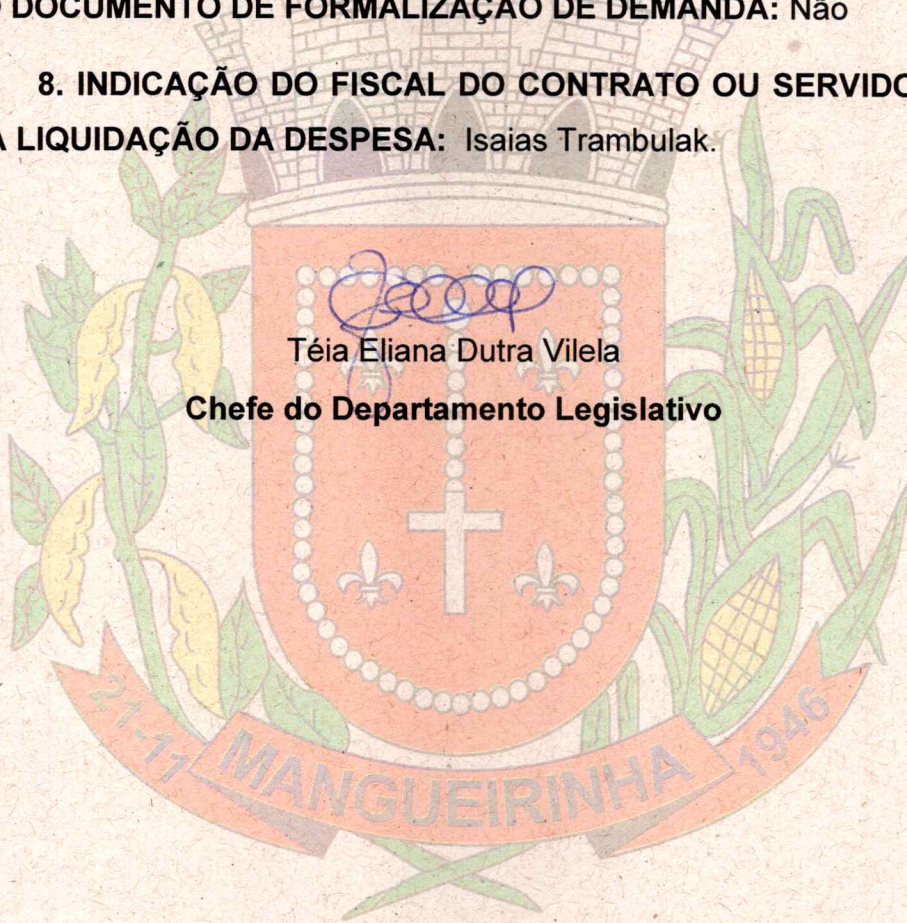 DOCUMENTO DE FORMALIZAÇÃO DE DEMANDA: Não
8. INDICAÇÃO DO FISCAL DO CONTRATO OU SERVIDO
A LIQUIDAÇÃO DA DESPESA: Isaias Trambulak.
Téia Eliana Dutra Vilela
Chefe do Departamento Legislativo
21-11 MANGUEIRINHA 1946